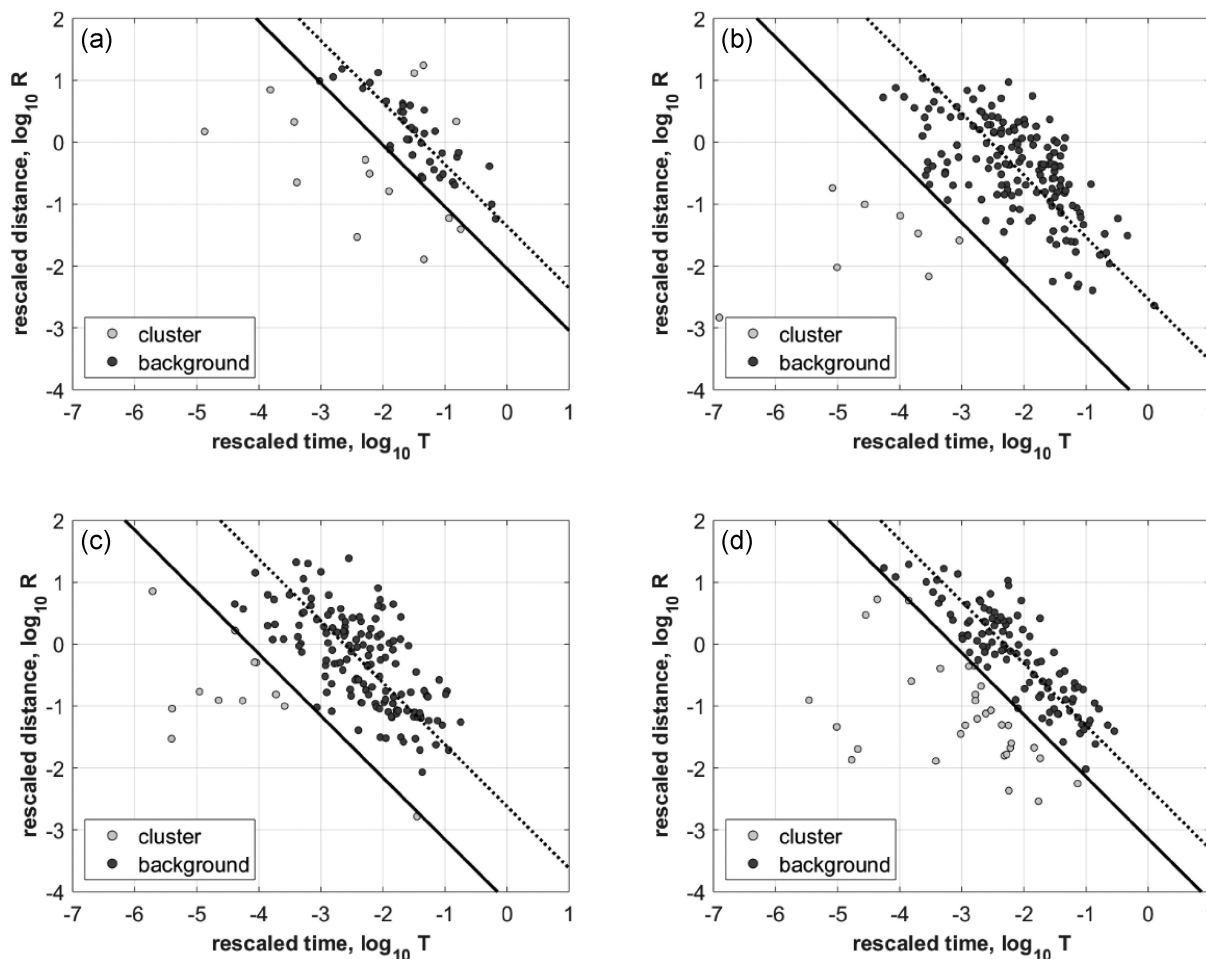 (a)
2
1
0
-1
-2
-3
-4
rescaled distance, log10 R
cluster
background
-7 -6 -5 -4 -3 -2 -1 0 1
rescaled time, log10 T
(b)
2
1
0
-1
-2
-3
-4
rescaled distance, log10 R
cluster
background
-7 -6 -5 -4 -3 -2 -1 0 1
rescaled time, log10 T
(c)
2
1
0
-1
-2
-3
-4
rescaled distance, log10 R
cluster
background
-7 -6 -5 -4 -3 -2 -1 0 1
rescaled time, log10 T
(d)
2
1
0
-1
-2
-3
-4
rescaled distance, log10 R
cluster
background
-7 -6 -5 -4 -3 -2 -1 0 1
rescaled time, log10 T